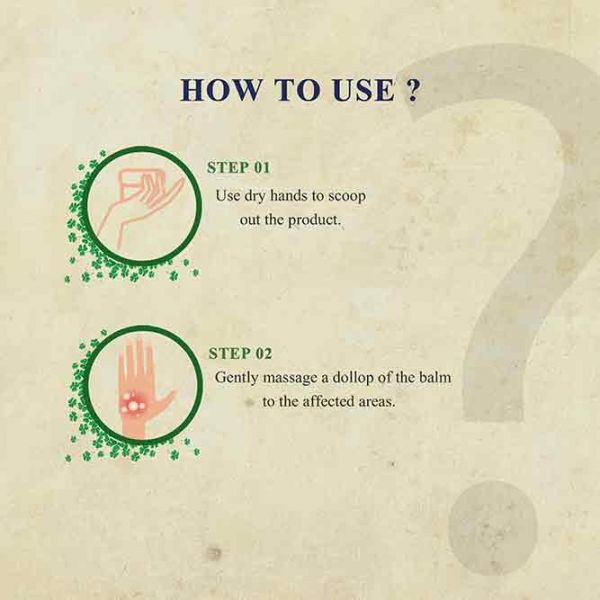 HOW TO USE ?
STEP 01
Use dry hands to scoop
out the product.
STEP 02
Gently massage a dollop of the balm
to the affected areas.